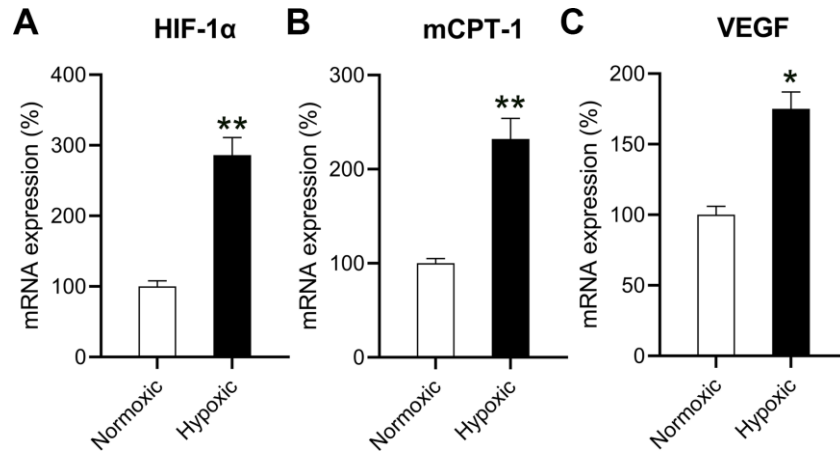 A HIF-1α
mRNA expression (%)
400
300
200
100
0
**
Normoxic
Hypoxic
B mCPT-1
mRNA expression (%)
300
200
100
0
**
Normoxic
Hypoxic
C VEGF
mRNA expression (%)
200
150
100
50
0
*
Normoxic
Hypoxic